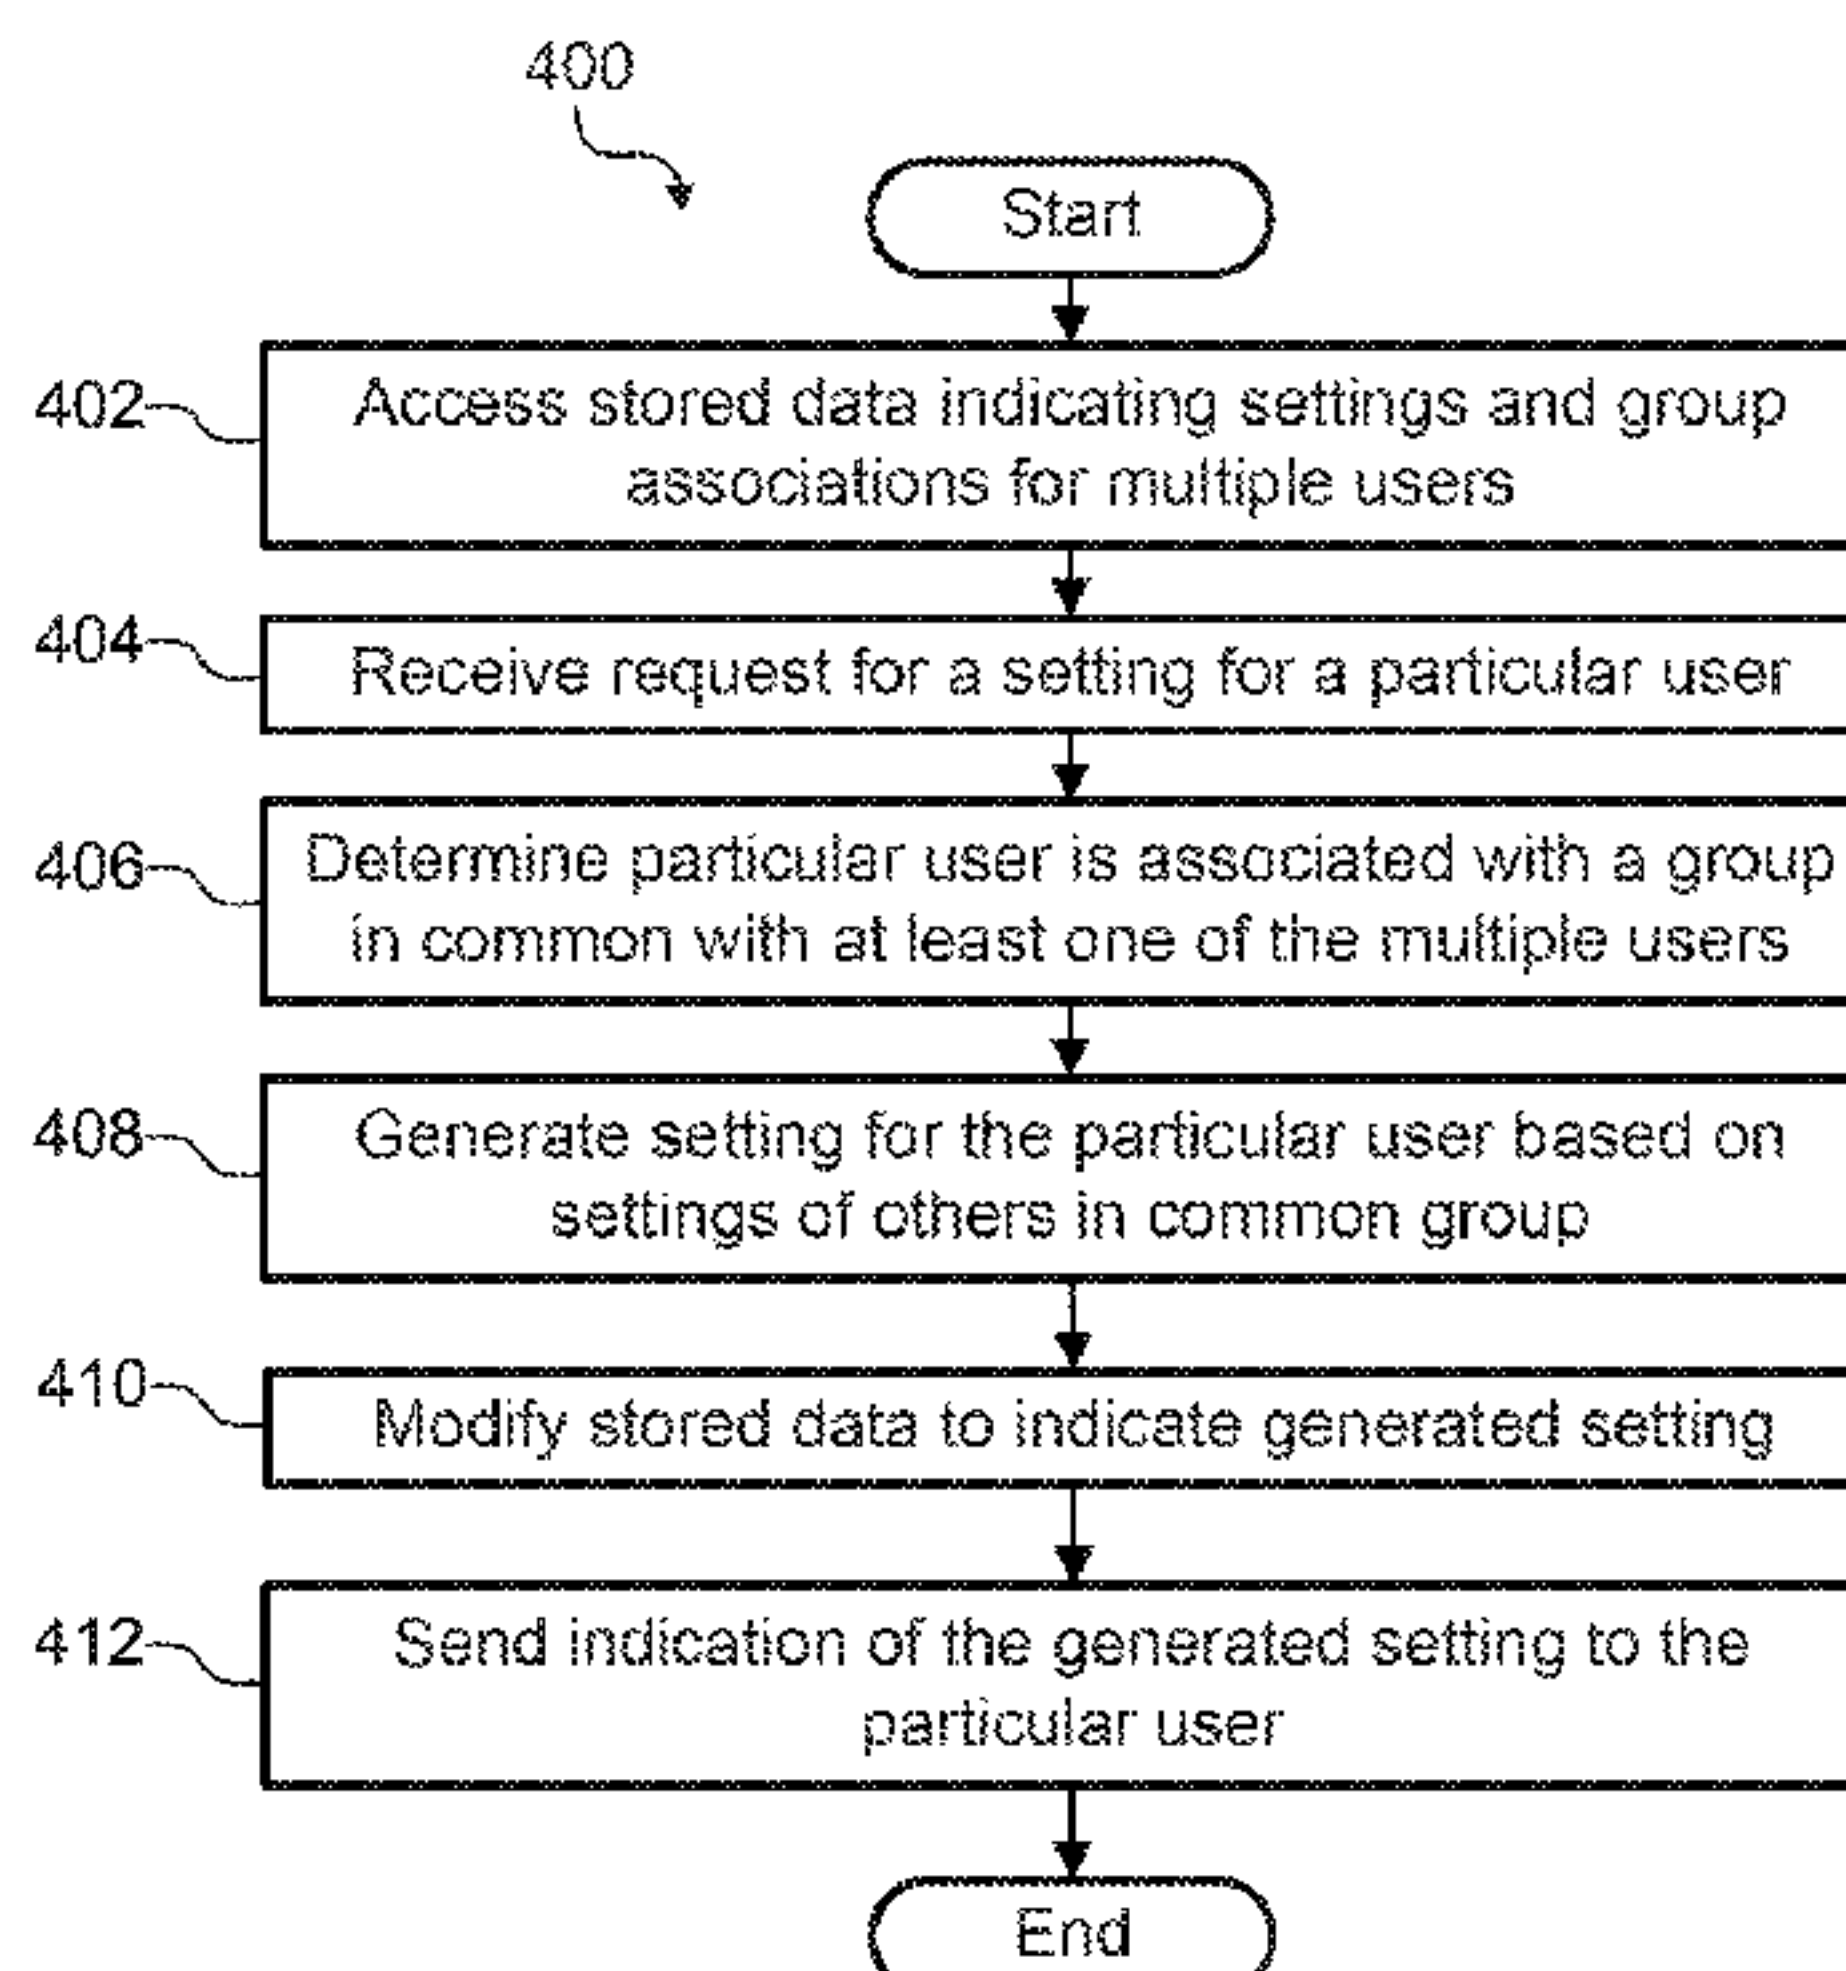 400
Start
402
Access stored data indicating settings and group
associations for multiple users
404
Receive request for a setting for a particular user
406
Determine particular user is associated with a group
in common with at least one of the multiple users
408
Generate setting for the particular user based on
settings of others in common group
410
Modify stored data to indicate generated setting
412
Send indication of the generated setting to the
particular user
End